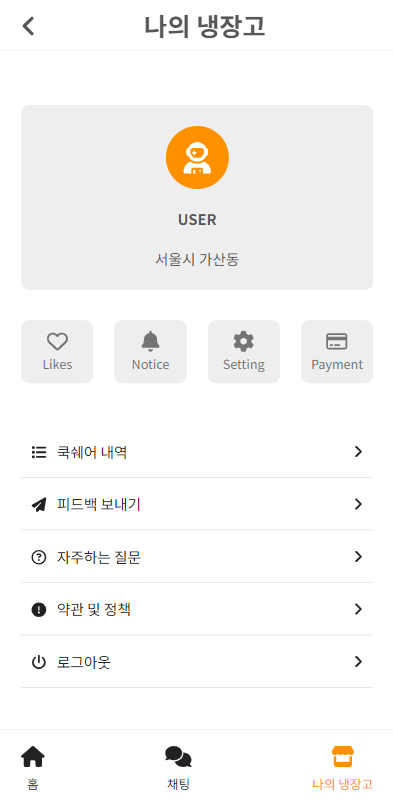 나의 냉장고
USER
서울시 가산동
Likes
Notice
Setting
Payment
쿡쉐어 내역
피드백 보내기
자주하는 질문
약관 및 정책
로그아웃
홈
채팅
나의 냉장고